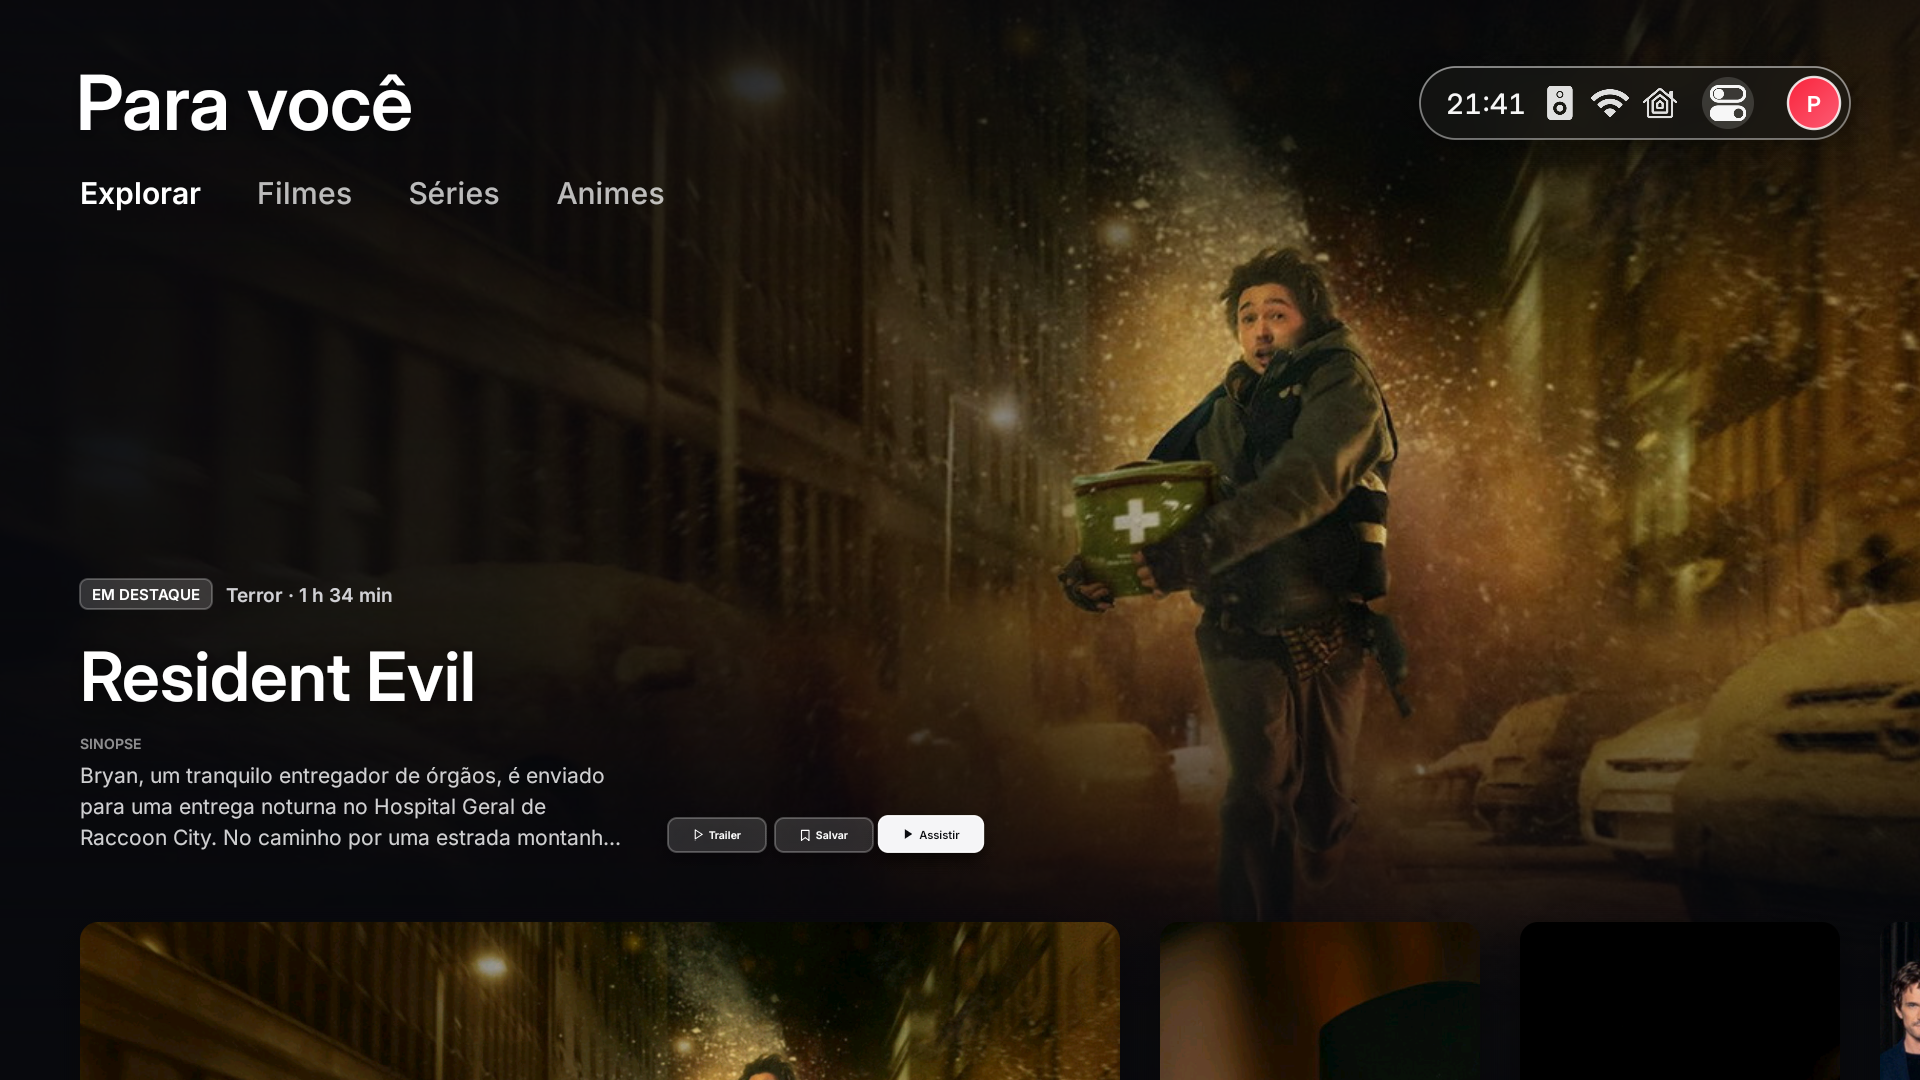 Para você
21:41
P
Explorar
Filmes
Séries
Animes
EM DESTAQUE
Terror · 1 h 34 min
Resident Evil
SINOPSE
Bryan, um tranquilo entregador de órgãos, é enviado
para uma entrega noturna no Hospital Geral de
Raccoon City. No caminho por uma estrada montanh...
Trailer
Salvar
Assistir